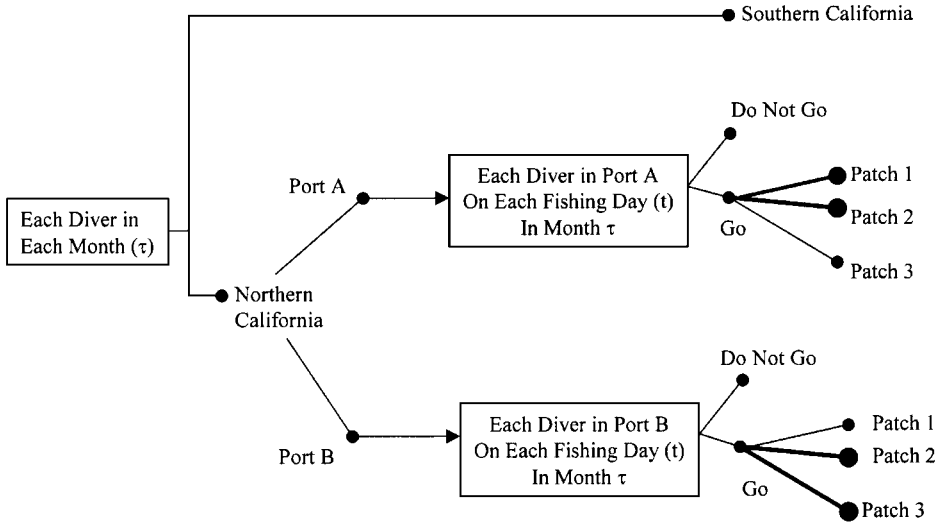 Southern California
Do Not Go
Port A
Each Diver in Port A
On Each Fishing Day (t)
In Month τ
Patch 1
Patch 2
Go
Patch 3
Each Diver in
Each Month (τ)
Northern
California
Do Not Go
Port B
Each Diver in Port B
On Each Fishing Day (t)
In Month τ
Patch 1
Patch 2
Go
Patch 3